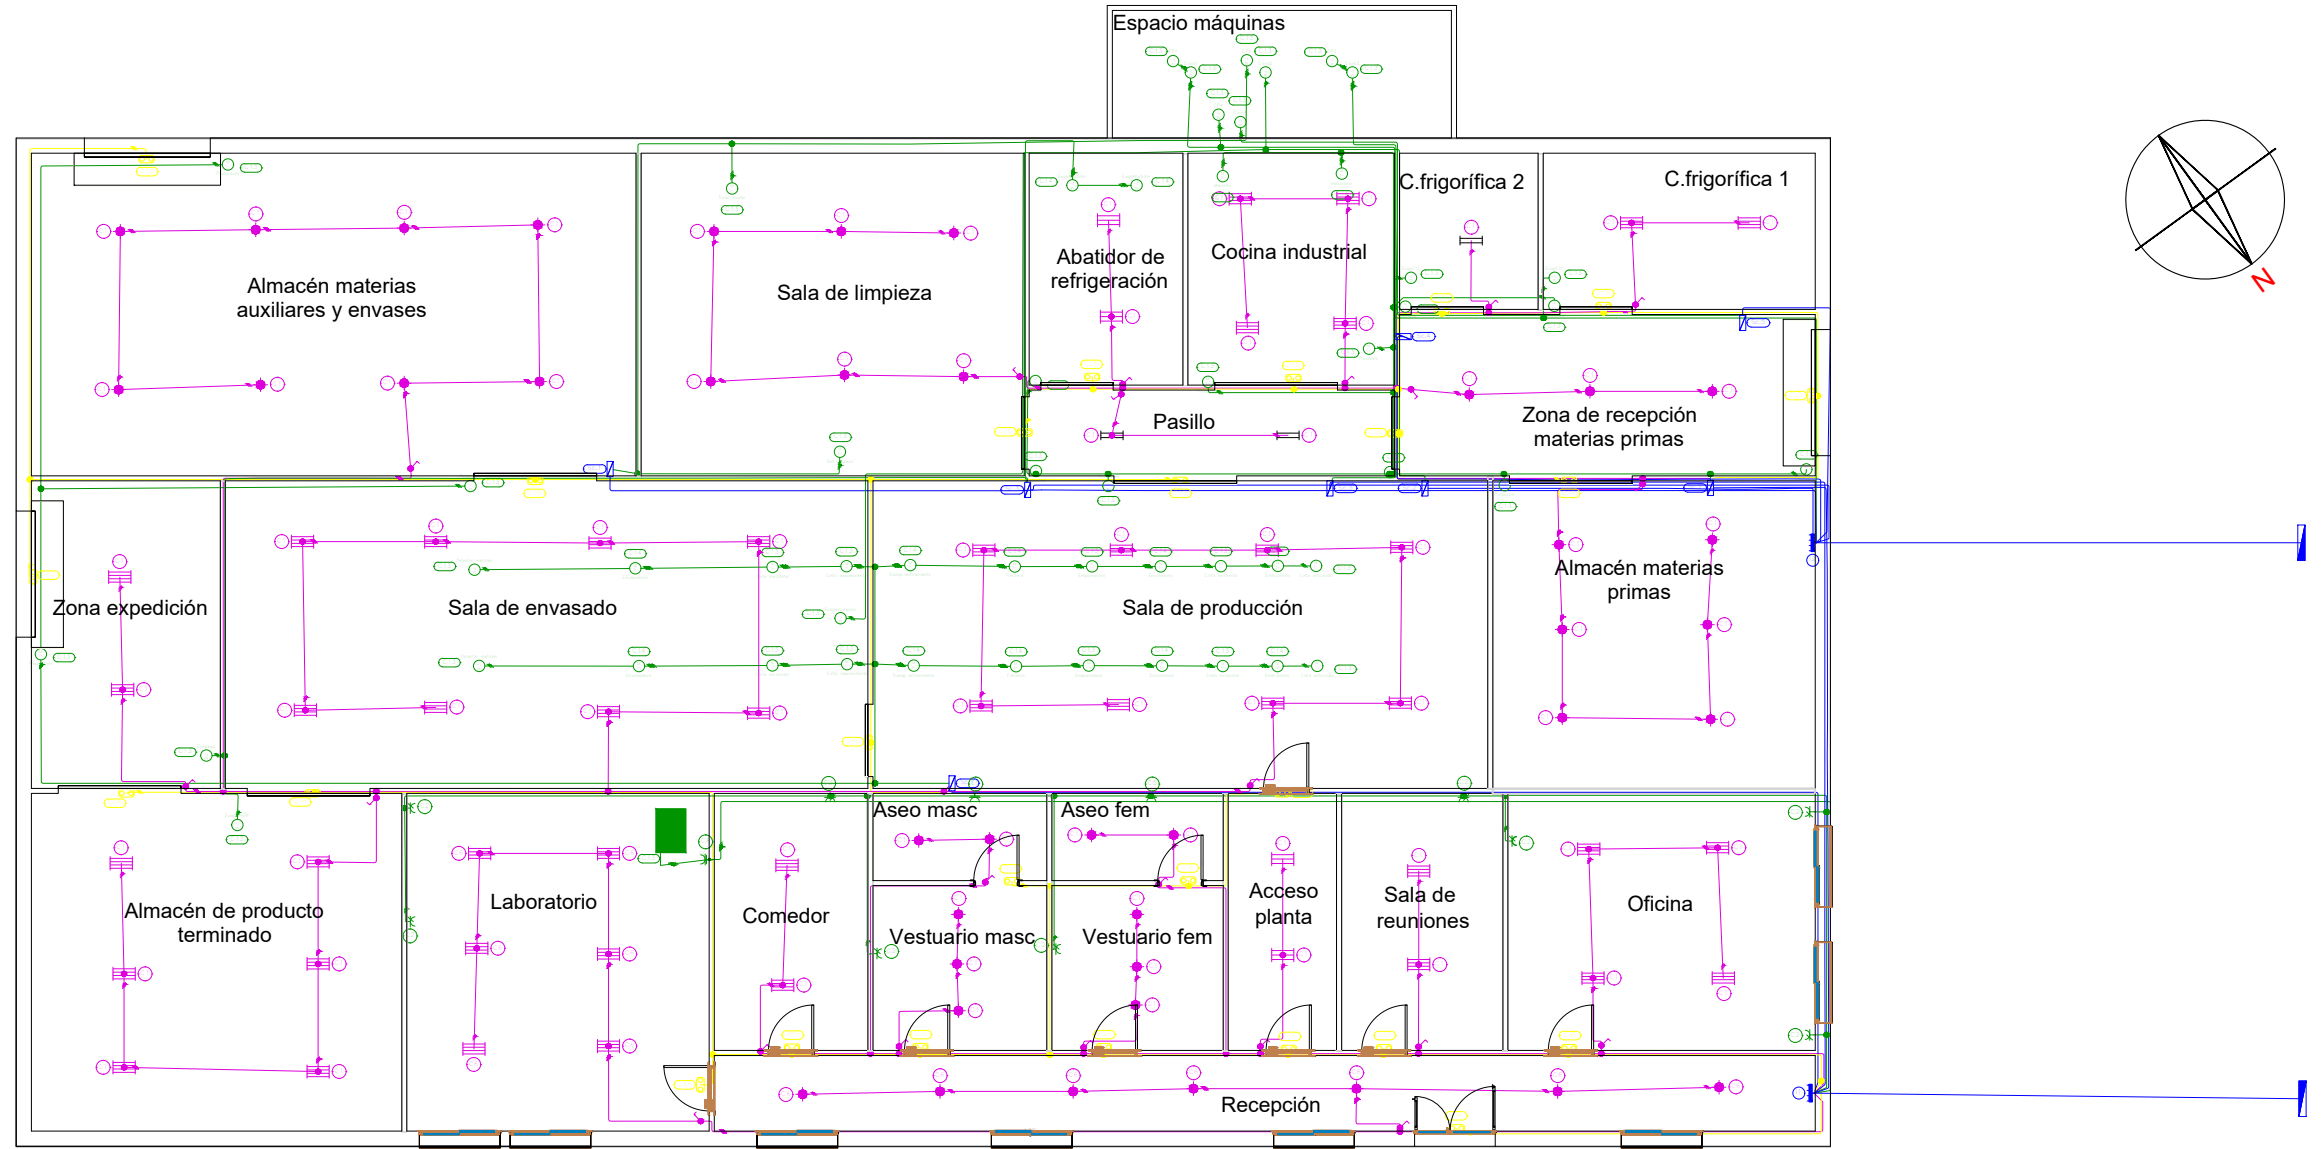 Espacio máquinas
C.frigorífica 2
C.frigorífica 1
N
Almacén materias
auxiliares y envases
Sala de limpieza
Abatidor de
refrigeración
Cocina industrial
Pasillo
Zona de recepción
materias primas
Zona expedición
Sala de envasado
Sala de producción
Almacén materias
primas
Aseo masc
Aseo fem
Almacén de producto
terminado
Laboratorio
Comedor
Vestuario masc
Vestuario fem
Acceso
planta
Sala de
reuniones
Oficina
Recepción